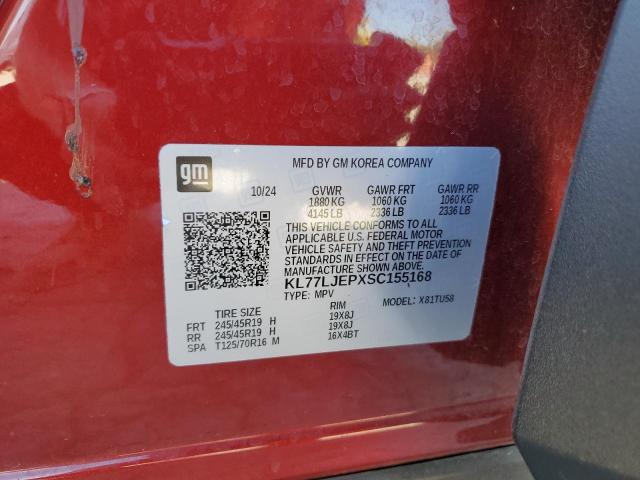 gm
MFD BY GM KOREA COMPANY
10/24 GVWR GAWR FRT GAWR RR
1880 KG 1060 KG 1060 KG
4145 LB 2336 LB 2336 LB
THIS VEHICLE CONFORMS TO ALL
APPLICABLE U.S. FEDERAL MOTOR
VEHICLE SAFETY AND THEFT PREVENTION
STANDARDS IN EFFECT ON THE DATE OF
MANUFACTURE SHOWN ABOVE.
KL77LJEPXSC155168
TYPE: MPV MODEL: X81TU58
TIRE SIZE RIM
FRT 245/45R19 H 19X8J
RR 245/45R19 H 19X8J
SPA T125/70R16 M 16X4BT